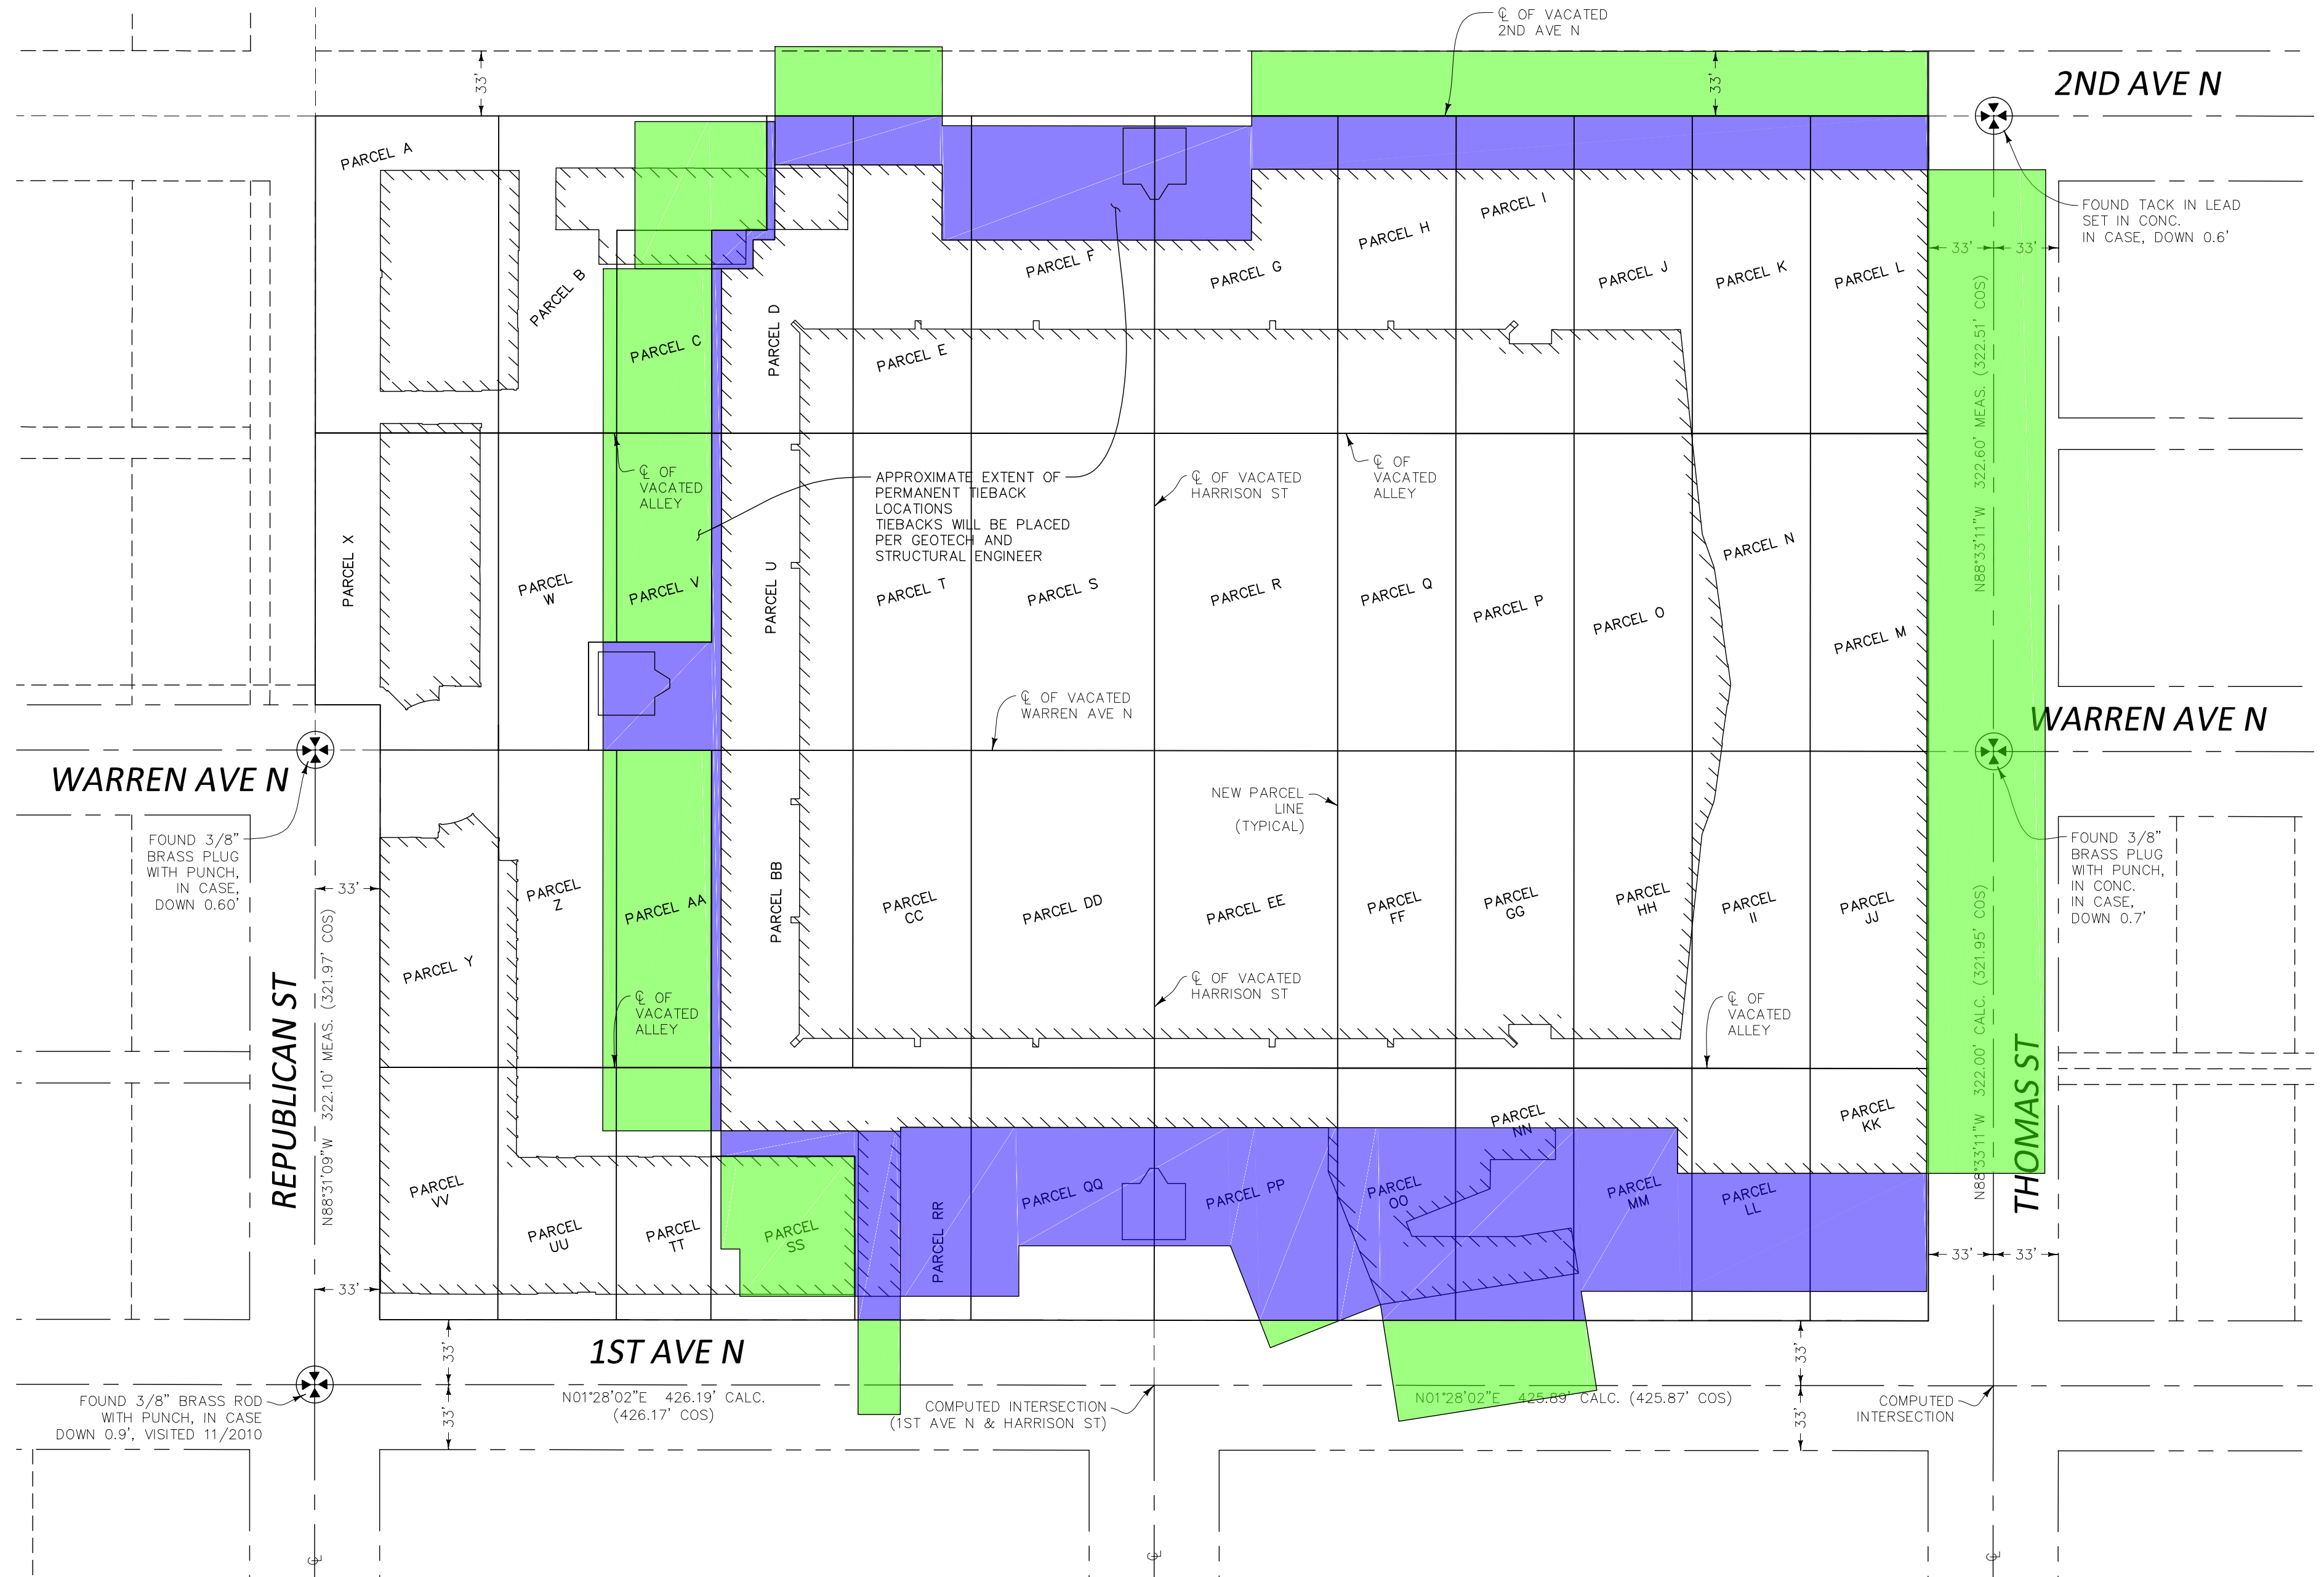 ℄ OF VACATED
2ND AVE N
33'
33'
2ND AVE N
PARCEL A
FOUND TACK IN LEAD
SET IN CONC.
IN CASE, DOWN 0.6'
PARCEL I
PARCEL H
33'
33'
PARCEL F
PARCEL G
PARCEL J
PARCEL K
PARCEL L
PARCEL B
PARCEL C
PARCEL D
PARCEL E
N88°33'11"W 322.60' MEAS. (322.51' COS)
℄ OF
VACATED
ALLEY
APPROXIMATE EXTENT OF
PERMANENT TIEBACK
LOCATIONS
TIEBACKS WILL BE PLACED
PER GEOTECH AND
STRUCTURAL ENGINEER
℄ OF VACATED
HARRISON ST
℄ OF
VACATED
ALLEY
PARCEL X
PARCEL
W
PARCEL V
PARCEL U
PARCEL T
PARCEL S
PARCEL R
PARCEL Q
PARCEL P
PARCEL O
PARCEL N
PARCEL M
℄ OF VACATED
WARREN AVE N
WARREN AVE N
WARREN AVE N
NEW PARCEL
LINE
(TYPICAL)
FOUND 3/8"
BRASS PLUG
WITH PUNCH,
IN CASE,
DOWN 0.60'
FOUND 3/8"
BRASS PLUG
WITH PUNCH,
IN CONC.
IN CASE,
DOWN 0.7'
33'
PARCEL Y
PARCEL
Z
PARCEL AA
PARCEL BB
PARCEL
CC
PARCEL DD
PARCEL EE
PARCEL
FF
PARCEL
GG
PARCEL
HH
PARCEL
II
PARCEL
JJ
℄ OF
VACATED
ALLEY
℄ OF VACATED
HARRISON ST
℄ OF
VACATED
ALLEY
REPUBLICAN ST
N88°31'09"W 322.10' MEAS. (321.97' COS)
N88°33'11"W 322.00' CALC. (321.95' COS)
THOMAS ST
PARCEL
NN
PARCEL
KK
PARCEL
VV
PARCEL
UU
PARCEL
TT
PARCEL
SS
PARCEL RR
PARCEL QQ
PARCEL PP
PARCEL
OO
PARCEL
MM
PARCEL
LL
33'
33'
33'
33'
33'
33'
33'
1ST AVE N
FOUND 3/8" BRASS ROD
WITH PUNCH, IN CASE
DOWN 0.9', VISITED 11/2010
N01°28'02"E 426.19' CALC.
(426.17' COS)
COMPUTED INTERSECTION
(1ST AVE N & HARRISON ST)
N01°28'02"E 425.89' CALC. (425.87' COS)
COMPUTED
INTERSECTION
℄
℄
℄